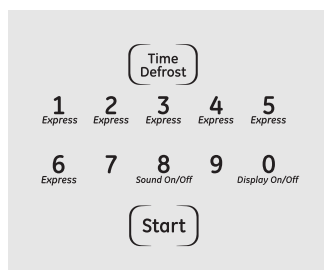 Time
Defrost
1 2 3 4 5
Express Express Express Express Express
6 7 8 9 0
Express Sound On/Off Display On/Off
Start